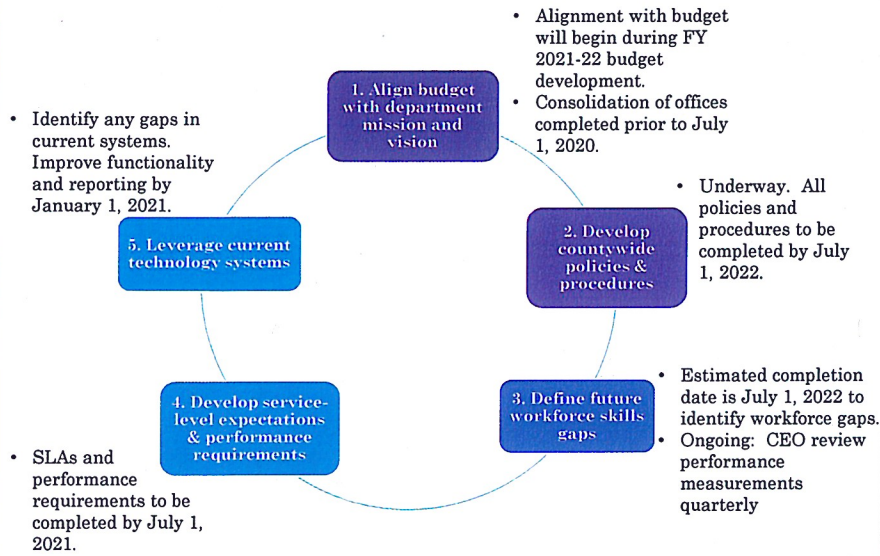 1. Align budget
with department
mission and
vision
• Alignment with budget
will begin during FY
2021-22 budget
development.
• Consolidation of offices
completed prior to July
1, 2020.
2. Develop
countywide
policies &
procedures
• Underway. All
policies and
procedures to be
completed by July
1, 2022.
3. Define future
workforce skills
gaps
• Estimated completion
date is July 1, 2022 to
identify workforce gaps.
• Ongoing: CEO review
performance
measurements
quarterly
4. Develop service-
level expectations
& performance
requirements
• SLAs and
performance
requirements to be
completed by July 1,
2021.
5. Leverage current
technology systems
• Identify any gaps in
current systems.
Improve functionality
and reporting by
January 1, 2021.